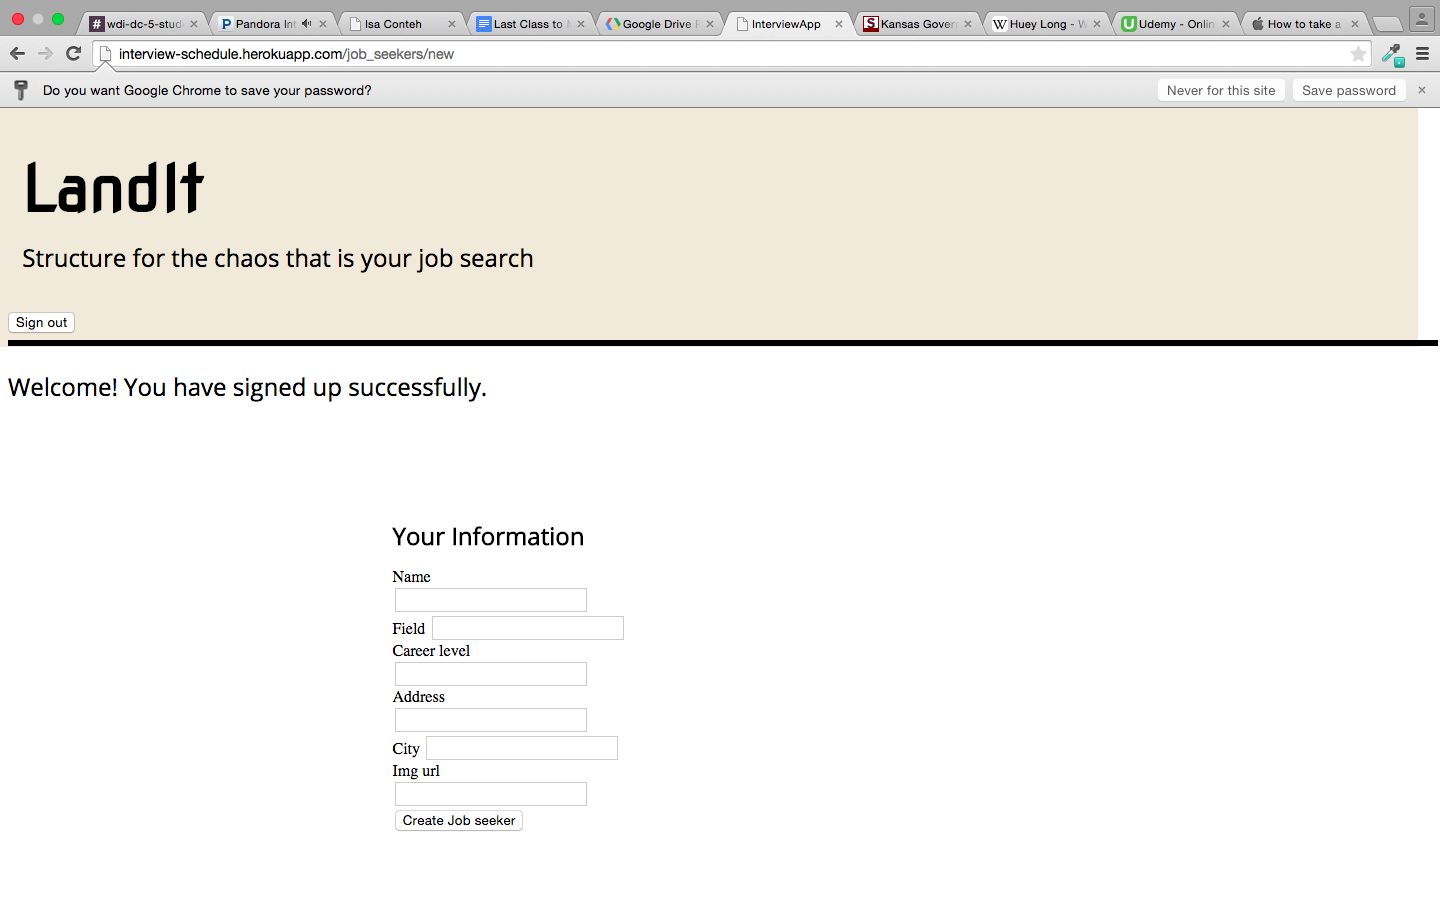 wdi-dc-5-stud
Pandora Int
Isa Conteh
Last Class to
Google Drive
InterviewApp
Kansas Gover
Huey Long - W
Udemy - Onlin
How to take a
interview-schedule.herokuapp.com/job_seekers/new
Do you want Google Chrome to save your password?
Never for this site
Save password
LandIt
Structure for the chaos that is your job search
Sign out
Welcome! You have signed up successfully.
Your Information
Name
Field
Career level
Address
City
Img url
Create Job seeker